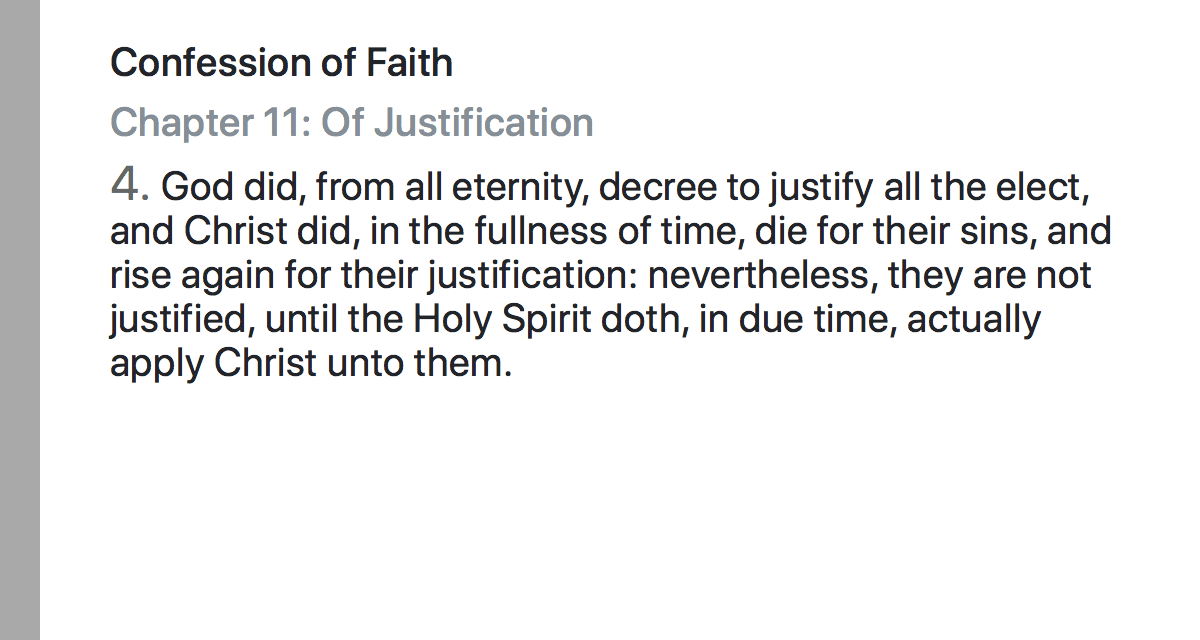 Confession of Faith
Chapter 11: Of Justification
4. God did, from all eternity, decree to justify all the elect,
and Christ did, in the fullness of time, die for their sins, and
rise again for their justification: nevertheless, they are not
justified, until the Holy Spirit doth, in due time, actually
apply Christ unto them.